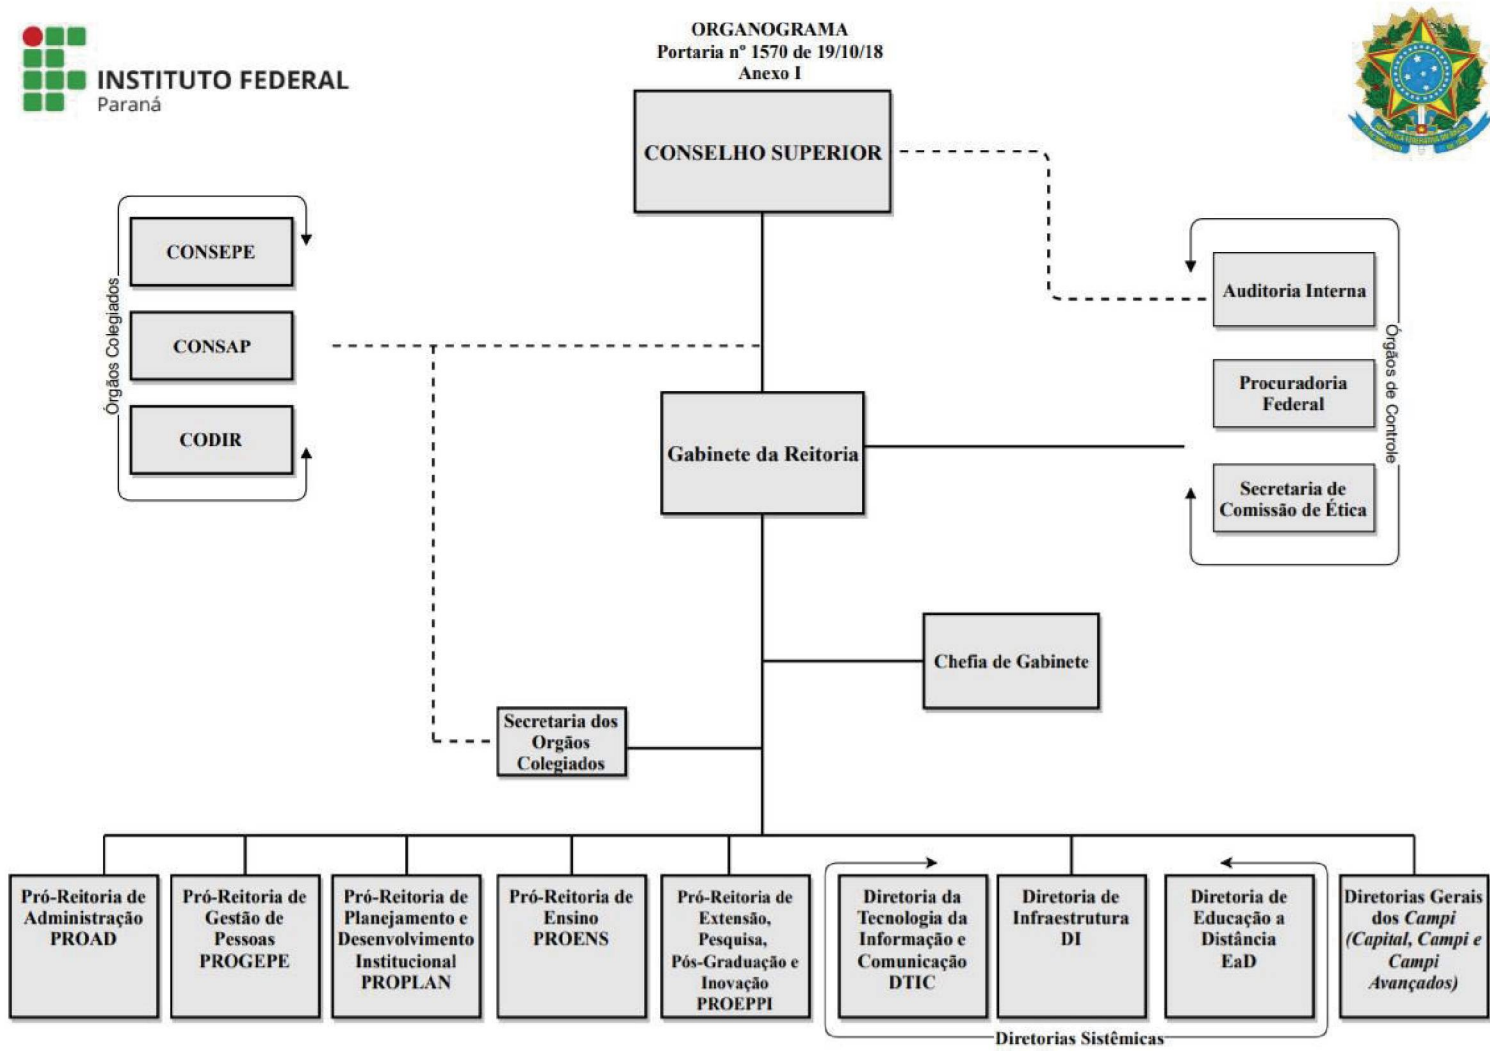 ORGANOGRAMA
Portaria nº 1570 de 19/10/18
Anexo I
INSTITUTO FEDERAL
Paraná
CONSELHO SUPERIOR
Órgãos Colegiados
CONSEPE
CONSAP
CODIR
Auditoria Interna
Procuradoria
Federal
Secretaria de
Comissão de Ética
Órgãos de Controle
Gabinete da Reitoria
Chefia de Gabinete
Secretaria dos
Orgãos
Colegiados
Pró-Reitoria de
Administração
PROAD
Pró-Reitoria de
Gestão de
Pessoas
PROGEPE
Pró-Reitoria de
Planejamento e
Desenvolvimento
Institucional
PROPLAN
Pró-Reitoria de
Ensino
PROENS
Pró-Reitoria de
Extensão,
Pesquisa,
Pós-Graduação e
Inovação
PROEPPI
Diretoria da
Tecnologia da
Informação e
Comunicação
DTIC
Diretoria de
Infraestrutura
DI
Diretoria de
Educação a
Distância
EaD
Diretorias Gerais
dos Campi
(Capital, Campi e
Campi
Avançados)
Diretorias Sistêmicas